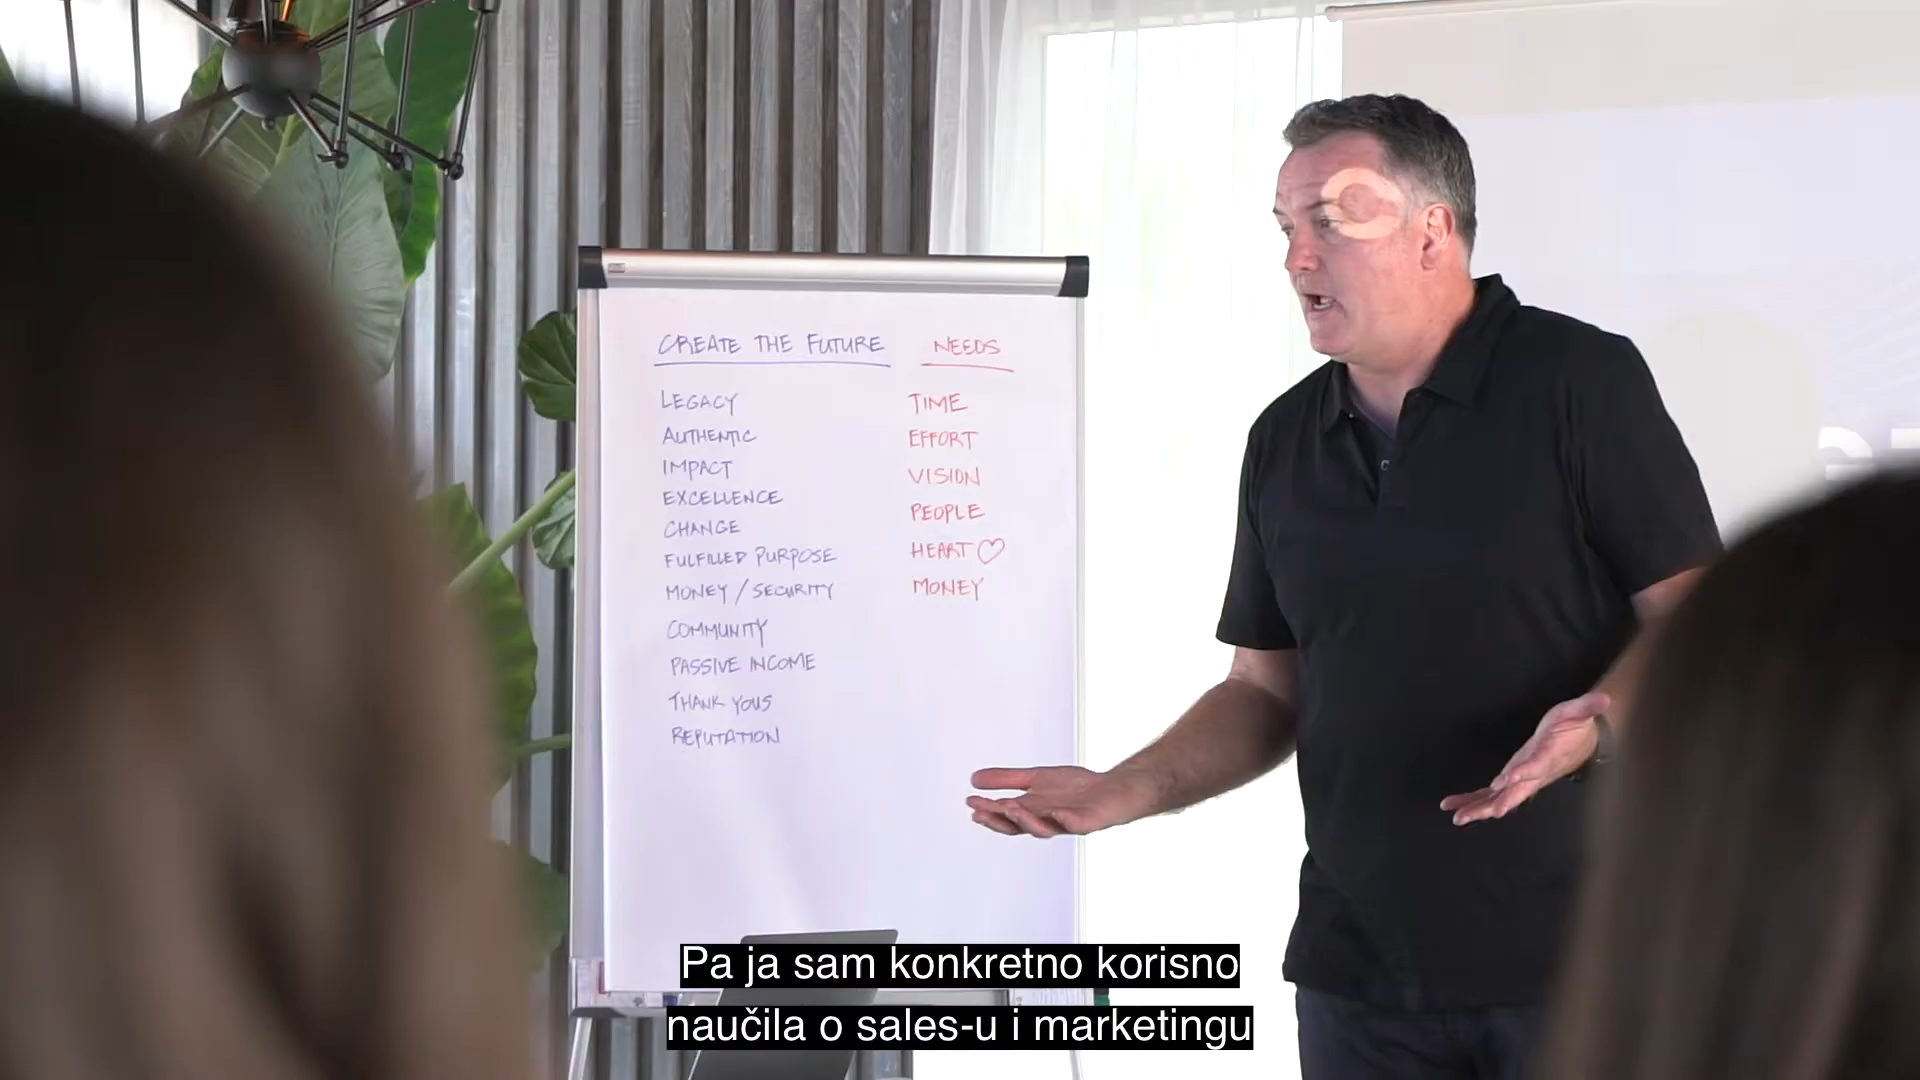 CREATE THE FUTURE
LEGACY
AUTHENTIC
IMPACT
EXCELLENCE
CHANGE
FULFILLED PURPOSE
MONEY / SECURITY
COMMUNITY
PASSIVE INCOME
THANK YOUS
REPUTATION
NEEDS
TIME
EFFORT
VISION
PEOPLE
HEART ♡
MONEY
Pa ja sam konkretno korisno
naučila o sales-u i marketingu